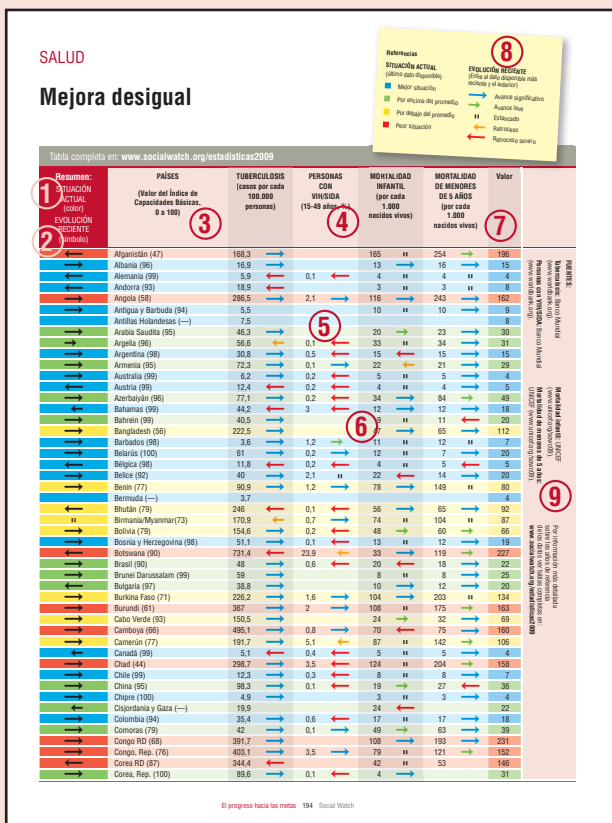 SALUD
Mejora desigual
Referencias
SITUACIÓN ACTUAL
(último dato disponible)
Mejor situación
Por encima del promedio
Por debajo del promedio
Peor situación
8
EVOLUCIÓN RECIENTE
(Entre el dato disponible más
reciente y el anterior)
Avance significativo
Avance leve
Estancado
Retroceso
Retroceso severo
Tabla completa en: www.socialwatch.org/estadisticas2009
Resumen:
1
SITUACIÓN
ACTUAL
(color)
EVOLUCIÓN
RECIENTE
2
(símbolo)
PAÍSES
(Valor del Índice de
Capacidades Básicas,
0 a 100)
3
TUBERCULOSIS
(casos por cada
100.000
personas)
PERSONAS
CON
VIH/SIDA
(15-49 años, %)
4
MORTALIDAD
INFANTIL
(por cada
1.000
nacidos vivos)
MORTALIDAD
DE MENORES
DE 5 AÑOS
(por cada
1.000
nacidos vivos)
Valor
7
Afganistán (47) 168,3 165 254 196
Albania (96) 16,9 13 16 15
Alemania (99) 5,9 0,1 4 4 4
Andorra (93) 18,9 3 3 8
Angola (58) 286,5 2,1 116 243 162
Antigua y Barbuda (94) 5,5 10 10 9
Antillas Holandesas (—) 7,5 8
Arabia Saudita (95) 46,3 20 23 30
5
Argelia (96) 56,6 0,1 33 34 31
Argentina (98) 30,8 0,5 15 15 15
Armenia (95) 72,3 0,1 22 21 29
Australia (99) 6,2 0,2 5 5 4
Austria (99) 12,4 0,2 4 4 5
Azerbaiyán (96) 77,1 0,2 34 84 49
Bahamas (99) 44,2 3 12 12 18
Bahrein (99) 40,5 9 11 20
6
Bangladesh (56) 222,5 47 65 112
Barbados (98) 3,6 1,2 11 12 7
Belarús (100) 61 0,2 12 7 20
Bélgica (98) 11,8 0,2 4 5 5
Belice (92) 40 2,1 22 14 20
Benin (77) 90,9 1,2 78 149 80
Bermuda (—) 3,7 4
Bhután (79) 246 0,1 56 65 92
Birmania/Myanmar(73) 170,9 0,7 74 104 87
Bolivia (79) 154,6 0,2 48 60 66
Bosnia y Herzegovina (98) 51,1 0,1 13 12 19
Botswana (90) 731,4 23,9 33 119 227
Brasil (90) 48 0,6 20 18 22
Brunei Darussalam (99) 59 8 8 25
Bulgaria (97) 38,8 10 12 20
Burkina Faso (71) 226,2 1,6 104 203 134
Burundi (61) 367 2 108 175 163
Cabo Verde (93) 150,5 24 32 69
Camboya (66) 495,1 0,8 70 75 160
Camerún (77) 191,7 5,1 87 142 106
Canadá (99) 5,1 0,4 5 5 4
Chad (44) 298,7 3,5 124 204 158
Chile (99) 12,3 0,3 8 8 7
China (95) 98,3 0,1 19 27 36
Chipre (100) 4,9 3 3 4
Cisjordania y Gaza (—) 19,9 24 22
Colombia (94) 35,4 0,6 17 17 18
Comoras (79) 42 0,1 49 63 39
Congo RD (68) 391,7 108 193 231
Congo, Rep. (76) 403,1 3,5 79 121 152
Corea RD (87) 344,4 42 53 146
Corea, Rep. (100) 89,6 0,1 4 31
FUENTES:
Tuberculosis: Banco Mundial
(www.worldbank.org).
Personas con VIH/SIDA: Banco Mundial
(www.worldbank.org).
Mortalidad infantil: UNICEF
(www.unicef.org/sowc09).
Morbilidad de menores de 5 años:
UNICEF (www.unicef.org/sowc09).
9
Por información más detallada
sobre los años de referencia
de los datos ver tablas completas en:
www.socialwatch.org/estadisticas2009
El progreso hacia las metas 194 Social Watch